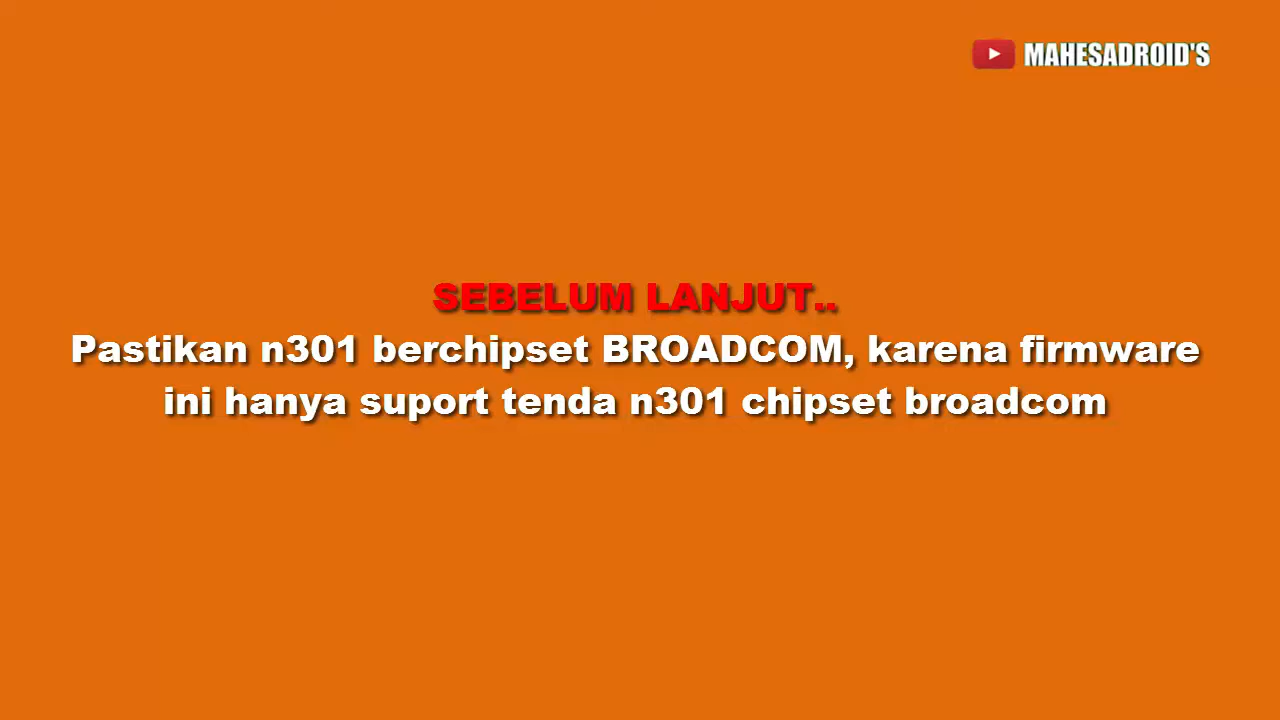 MAHESADROID'S
SEBELUM LANJUT..
Pastikan n301 berchipset BROADCOM, karena firmware
ini hanya suport tenda n301 chipset broadcom